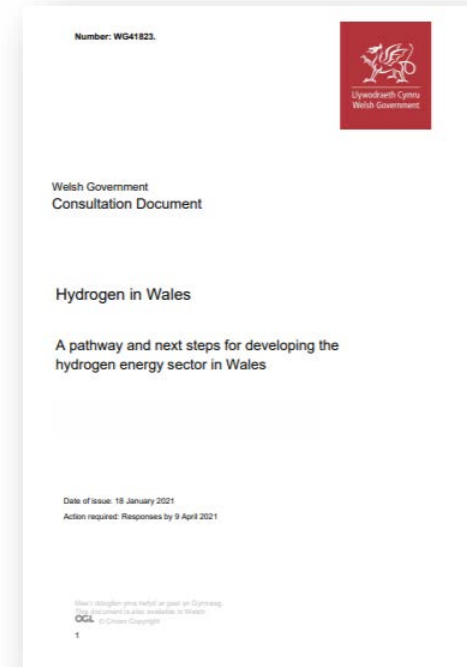 Number: WG41823.
Llywodraeth Cymru
Welsh Government
Welsh Government
Consultation Document
Hydrogen in Wales
A pathway and next steps for developing the
hydrogen energy sector in Wales
Date of issue: 18 January 2021
Action required: Responses by 9 April 2021
Mae'r ddogfen yma hefyd ar gael yn Gymraeg.
This document is also available in Welsh
OGL © Crown Copyright
1